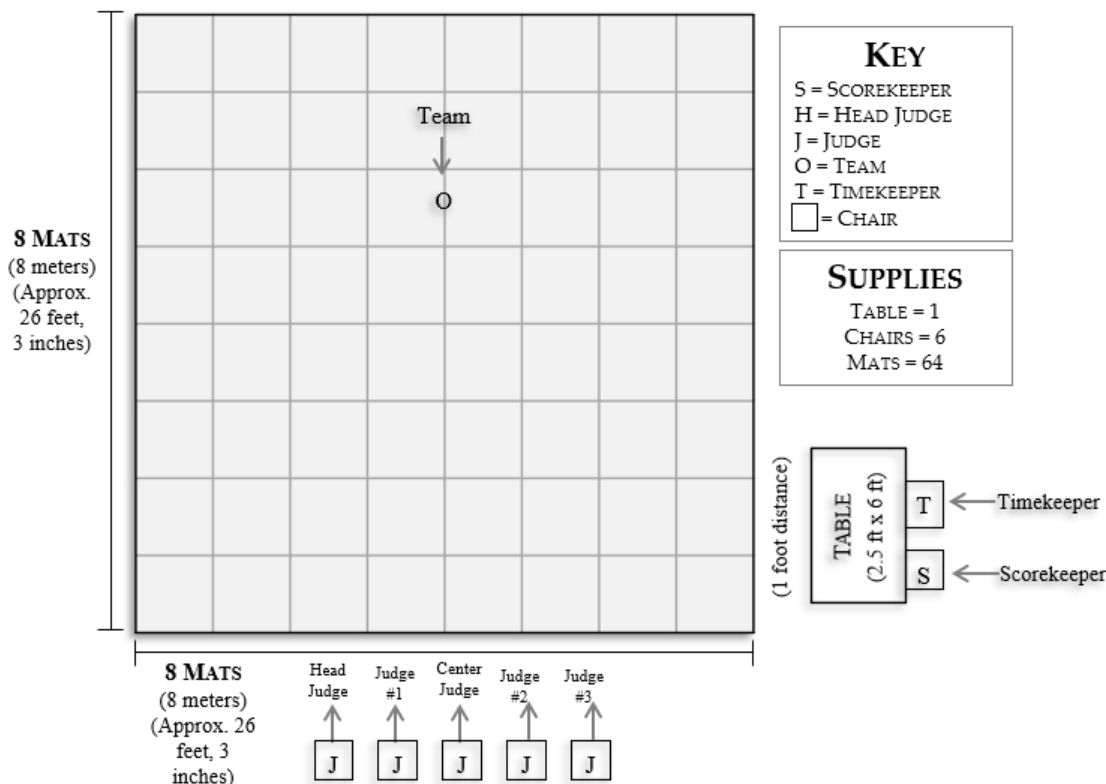 Team
O
8 MATS
(8 meters)
(Approx.
26 feet,
3 inches)
KEY
S = SCOREKEEPER
H = HEAD JUDGE
J = JUDGE
O = TEAM
T = TIMEKEEPER
= CHAIR
SUPPLIES
TABLE = 1
CHAIRS = 6
MATS = 64
(1 foot distance)
TABLE
(2.5 ft x 6 ft)
T
Timekeeper
S
Scorekeeper
8 MATS
(8 meters)
(Approx. 26
feet, 3
inches)
Head
Judge
Judge
#1
Center
Judge
Judge
#2
Judge
#3
J
J
J
J
J